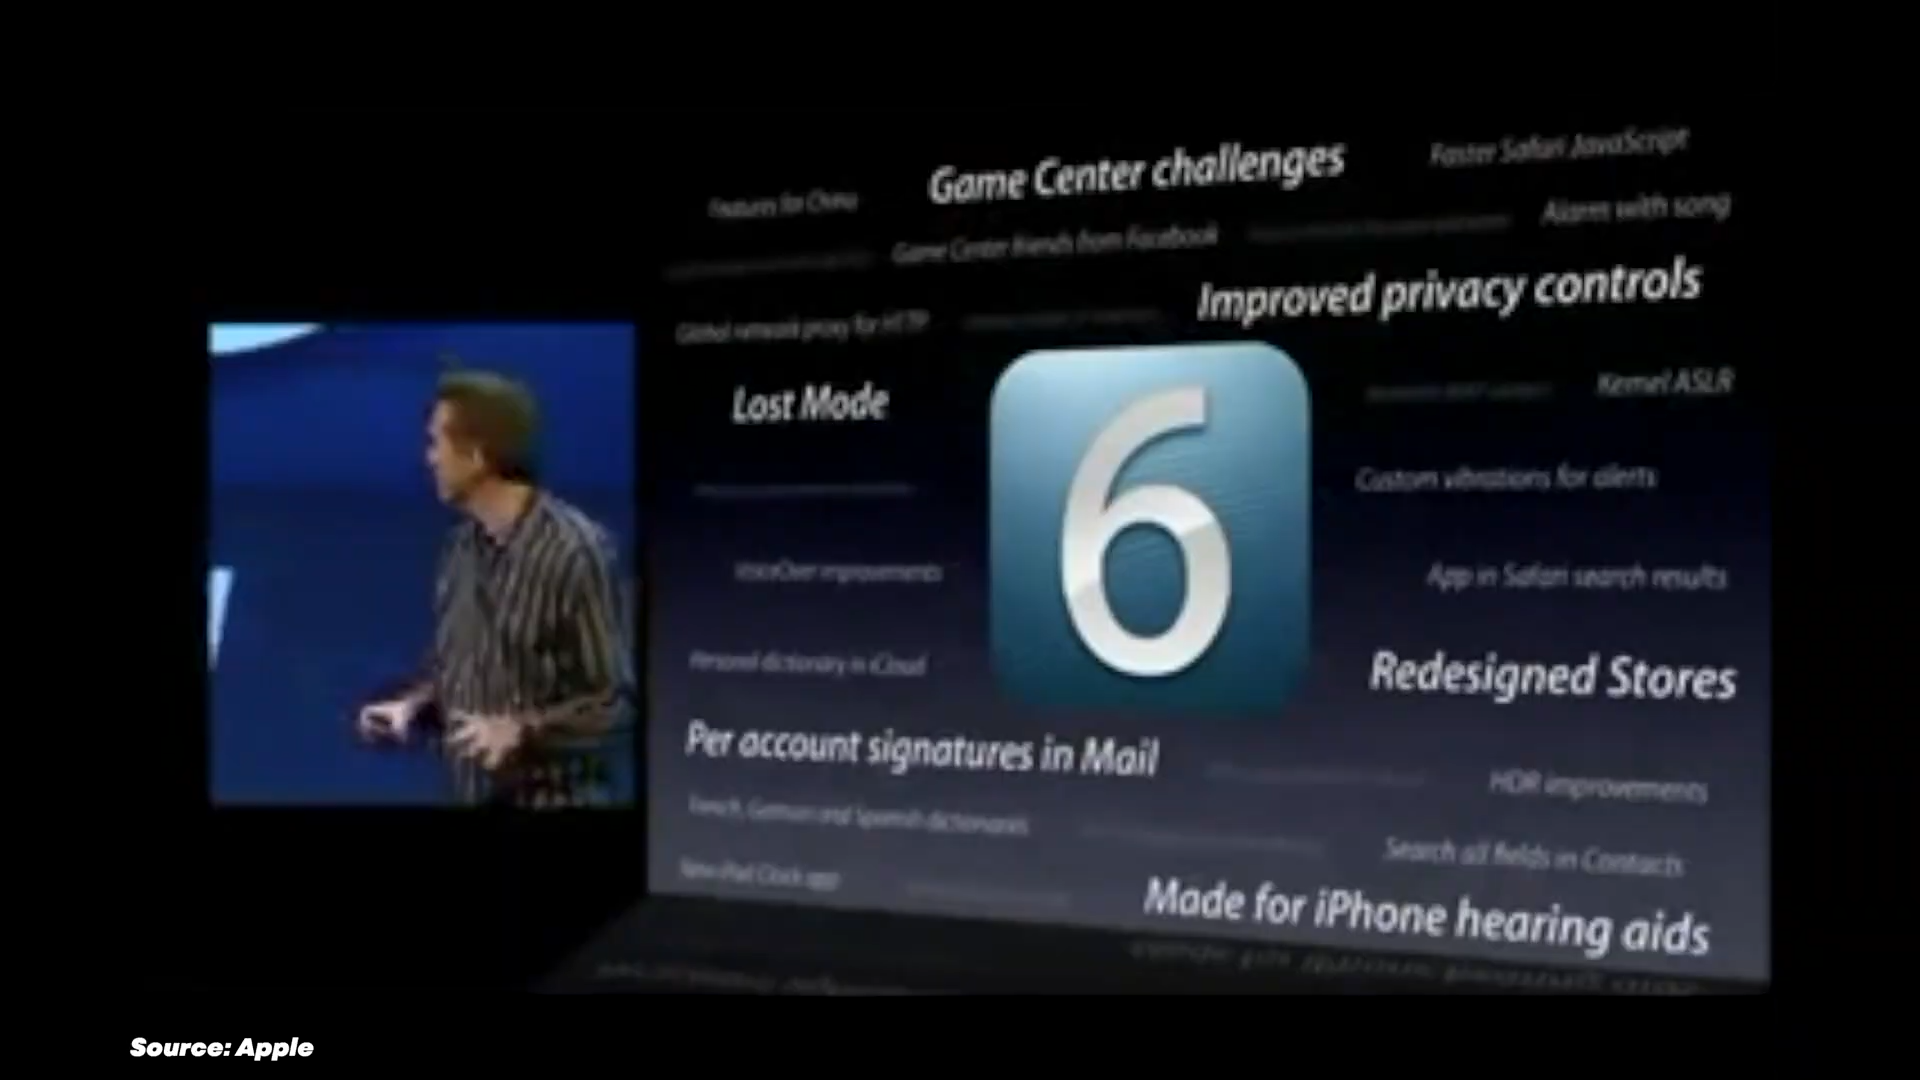 Game Center challenges
Faster Safari JavaScript
Features for China
Alarm with song
Game Center friends from Facebook
Improved privacy controls
Global network proxy for HTTP
Lost Mode
Kernel ASLR
6
Custom vibrations for alerts
VoiceOver improvements
App in Safari search results
Personal dictionary in iCloud
Redesigned Stores
Per account signatures in Mail
HDR improvements
French, German and Spanish dictionaries
Search all fields in Contacts
New iPad Clock app
Made for iPhone hearing aids
Source: Apple